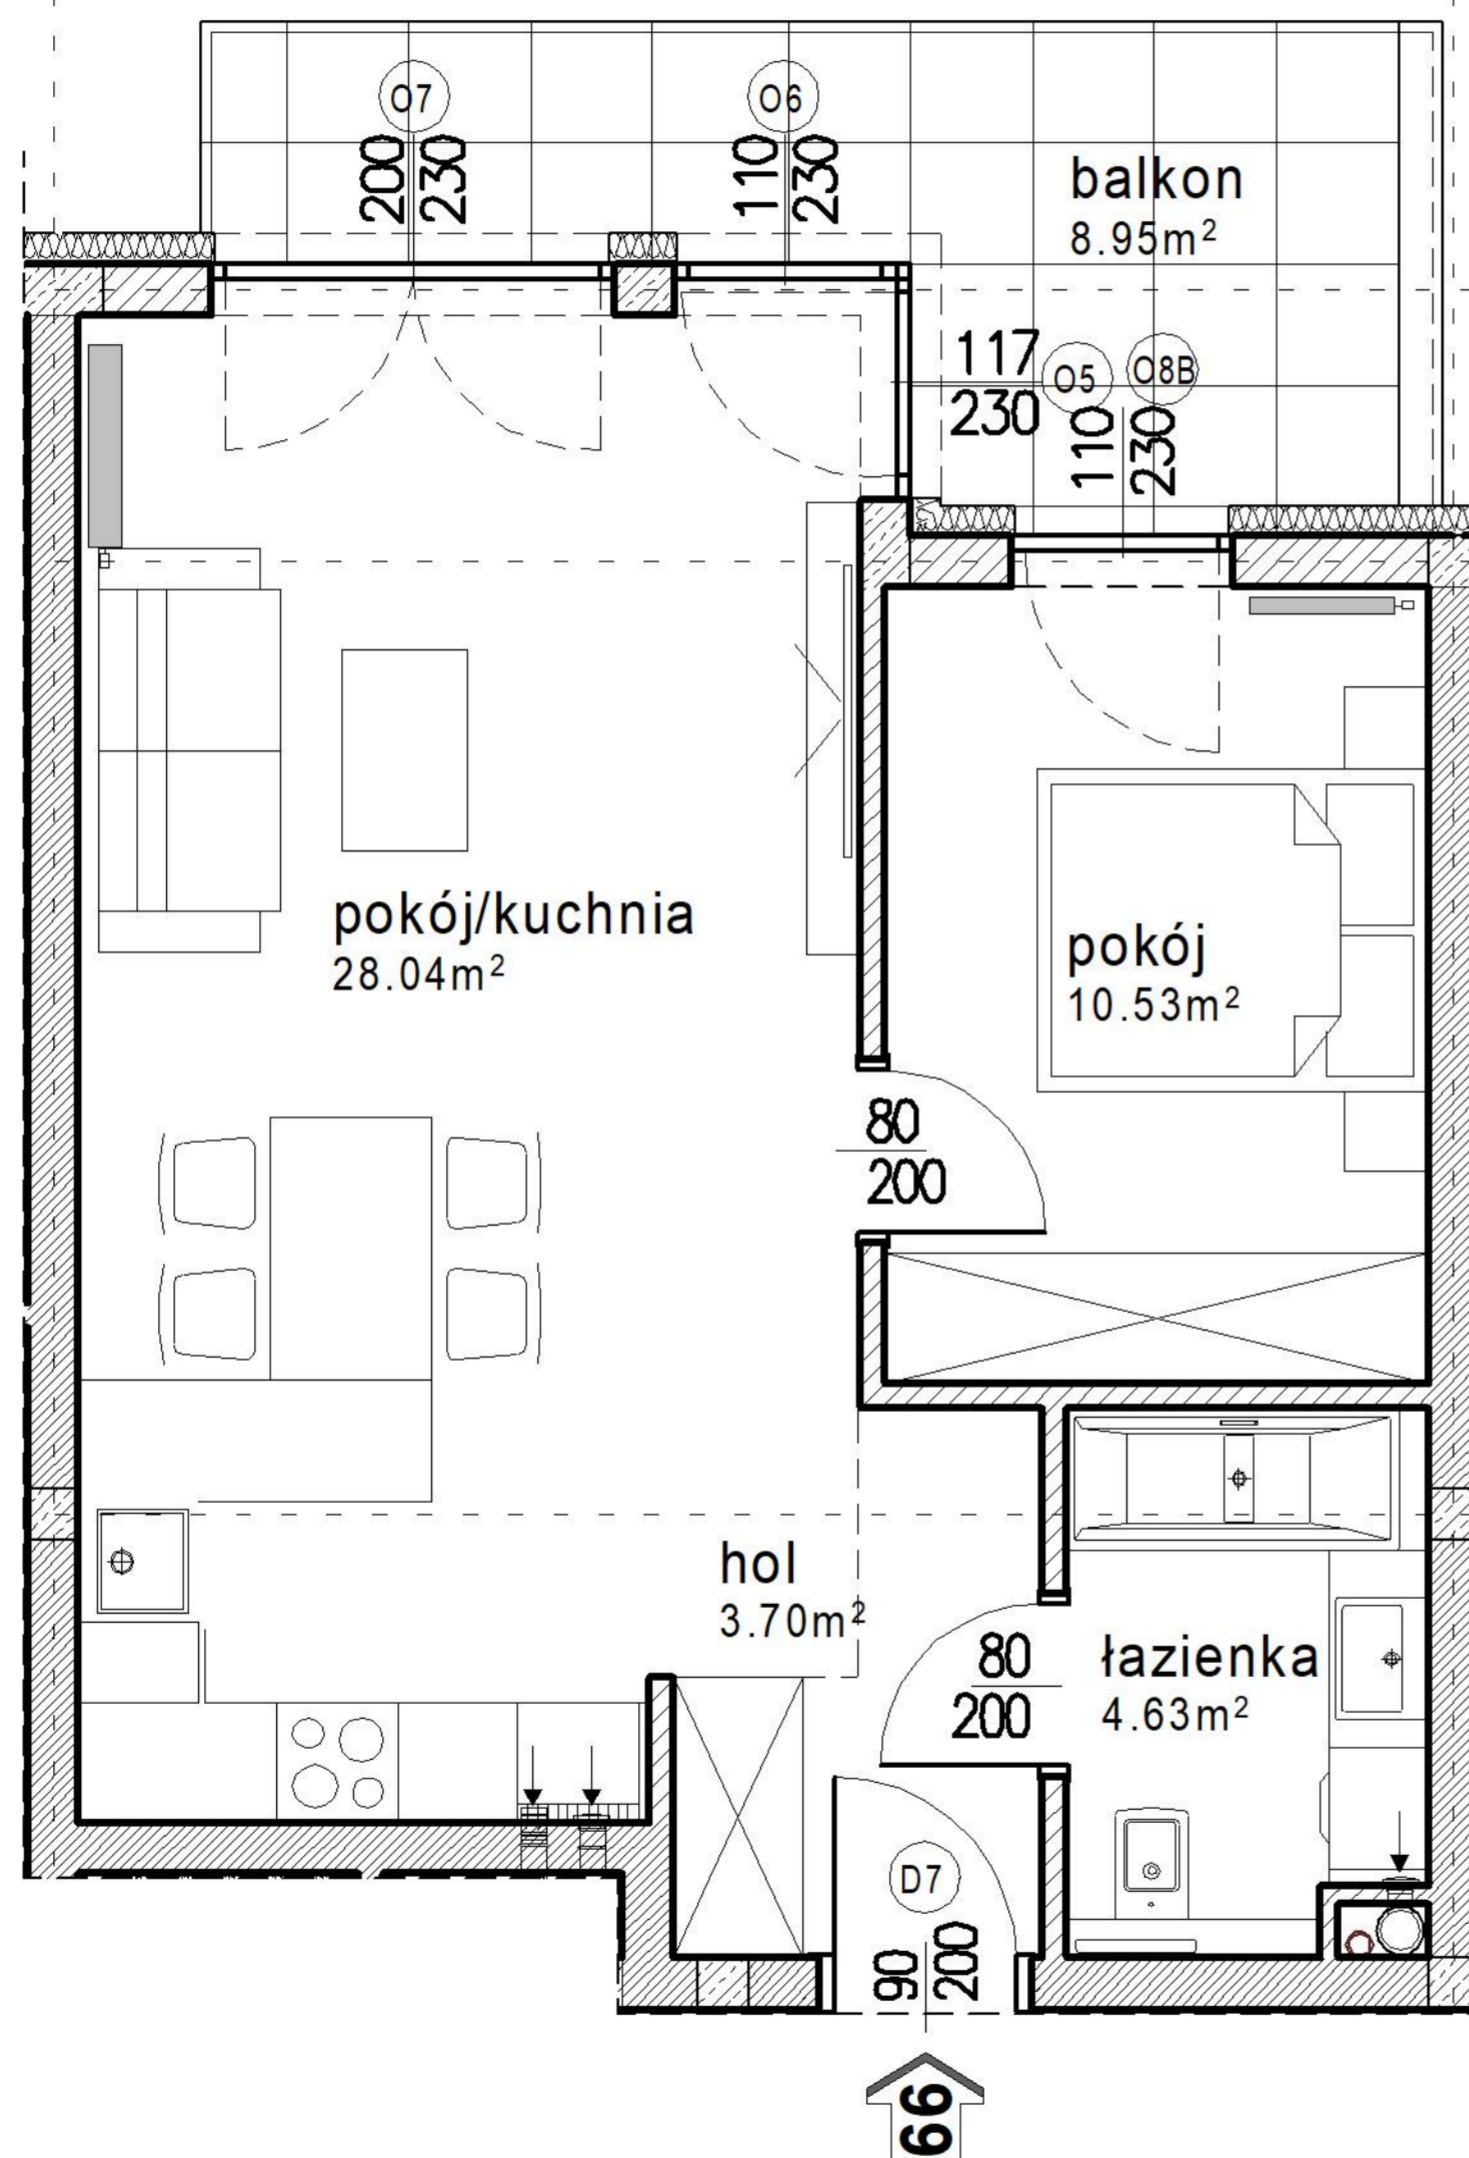 O7
200
230
O6
110
230
balkon
8.95m²
117
230
O5
O8B
110
230
pokój/kuchnia
28.04m²
pokój
10.53m²
80
200
hol
3.70m²
80
200
łazienka
4.63m²
D7
90
200
66